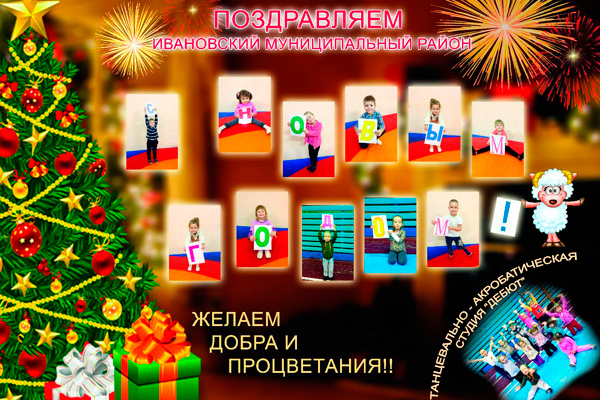 ПОЗДРАВЛЯЕМ
ИВАНОВСКИЙ МУНИЦИПАЛЬНЫЙ РАЙОН
С НОВЫМ
ГОДОМ!
ЖЕЛАЕМ
ДОБРА И
ПРОЦВЕТАНИЯ!!
ТАНЦЕВАЛЬНО - АКРОБАТИЧЕСКАЯ
СТУДИЯ "ДЕБЮТ"